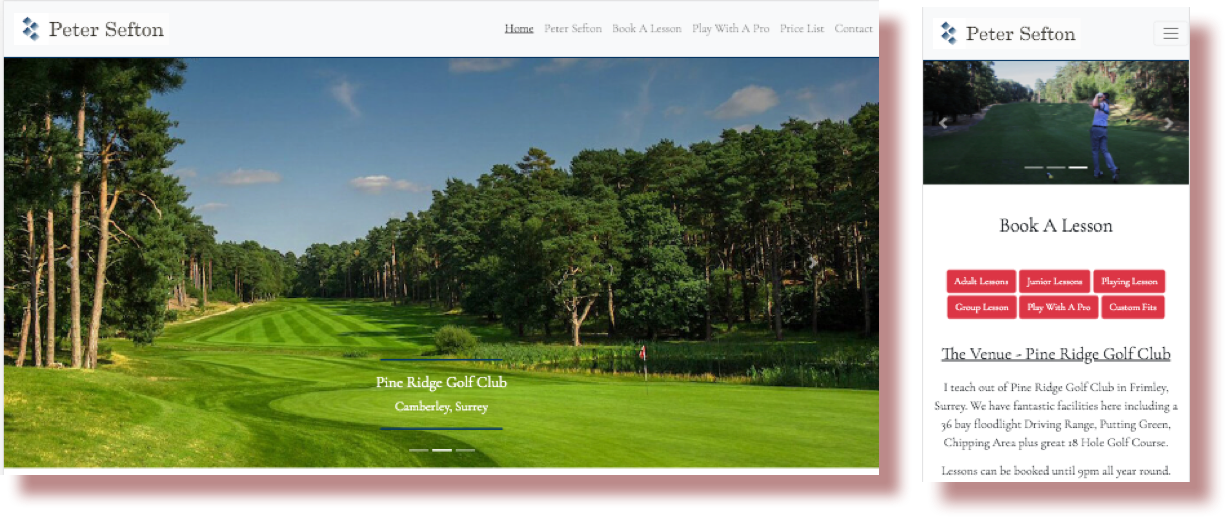 Peter Sefton
Home Peter Sefton Book A Lesson Play With A Pro Price List Contact
Pine Ridge Golf Club
Camberley, Surrey
Peter Sefton
Book A Lesson
Adult Lessons Junior Lessons Playing Lesson
Group Lesson Play With A Pro Custom Fits
The Venue - Pine Ridge Golf Club
I teach out of Pine Ridge Golf Club in Frimley,
Surrey. We have fantastic facilities here including a
36 bay floodlight Driving Range, Putting Green,
Chipping Area plus great 18 Hole Golf Course.
Lessons can be booked until 9pm all year round.